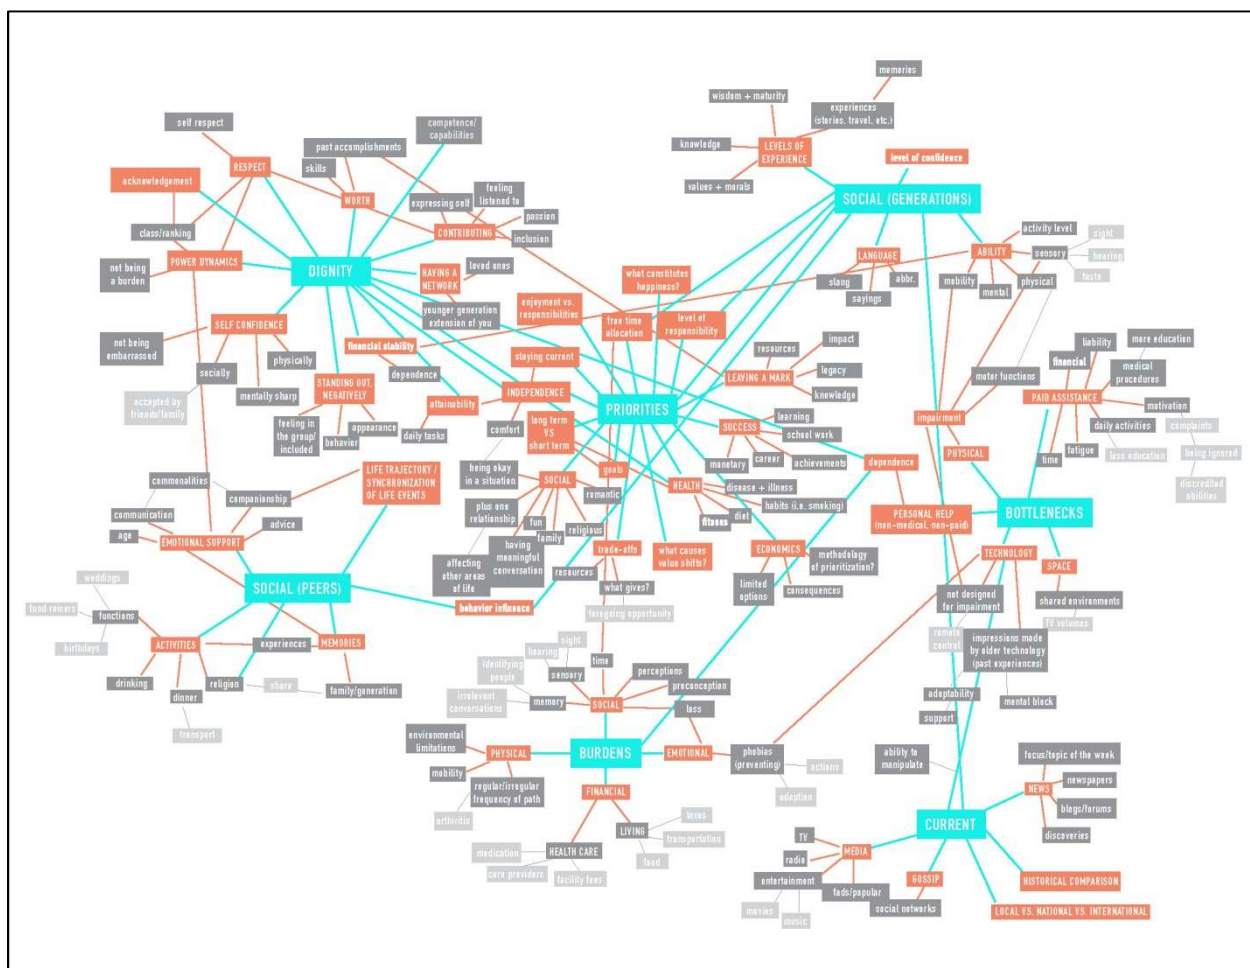 memories
wisdom + maturity
experiences
(stories, travel, etc.)
knowledge
LEVELS OF
EXPERIENCE
values + morals
level of confidence
SOCIAL (GENERATIONS)
self respect
competence/
capabilities
past accomplishments
RESPECT
skills
acknowledgement
WORTH
feeling
listened to
expressing self
passion
class/ranking
CONTRIBUTING
inclusion
POWER DYNAMICS
not being
a burden
DIGNITY
HAVING A
NETWORK
loved ones
younger generation
extension of you
LANGUAGE
slang
abbr.
sayings
ABILITY
activity level
sensory
sight
hearing
taste
mobility
mental
physical
what constitutes
happiness?
enjoyment vs.
responsibilities
free time
allocation
level of
responsibility
SELF CONFIDENCE
not being
embarrassed
socially
physically
mentally sharp
accepted by
friends/family
financial stability
dependence
STANDING OUT,
NEGATIVELY
feeling in
the group/
included
behavior
appearance
staying current
INDEPENDENCE
attainability
daily tasks
comfort
being okay
in a situation
resources
impact
LEAVING A MARK
legacy
knowledge
motor functions
liability
financial
more education
medical
procedures
PAID ASSISTANCE
motivation
complaints
daily activities
less education
being ignored
fatigue
time
discredited
abilities
impairment
PHYSICAL
PRIORITIES
long term
VS
short term
goals
SUCCESS
learning
school work
monetary
career
achievements
dependence
LIFE TRAJECTORY /
SYNCHRONIZATION
OF LIFE EVENTS
commonalities
companionship
communication
age
advice
EMOTIONAL SUPPORT
SOCIAL
romantic
plus one
relationship
fun
family
religious
having
meaningful
conversation
affecting
other areas
of life
HEALTH
disease + illness
habits (i.e. smoking)
diet
fitness
PERSONAL HELP
(non-medical, non-paid)
BOTTLENECKS
trade-offs
resources
what gives?
foregoing opportunity
what causes
value shifts?
ECONOMICS
methodology
of prioritization?
limited
options
consequences
TECHNOLOGY
SPACE
not designed
for impairment
shared environments
TV volumes
remote
control
impressions made
by older technology
(past experiences)
adaptability
support
mental block
SOCIAL (PEERS)
behavior influence
weddings
fund raizers
functions
birthdays
ACTIVITIES
experiences
MEMORIES
drinking
dinner
religion
share
family/generation
transport
sight
hearing
time
identifying
people
sensory
perceptions
preconception
irrelevant
conversations
memory
SOCIAL
loss
environmental
limitations
PHYSICAL
BURDENS
EMOTIONAL
phobias
(preventing)
actions
adaption
mobility
regular/irregular
frequency of path
arthiritis
FINANCIAL
LIVING
taxes
transportation
food
HEALTH CARE
medication
care providers
facility fees
ability to
manipulate
focus/topic of the week
newspapers
NEWS
blogs/forums
discoveries
CURRENT
TV
radio
MEDIA
entertainment
movies
music
fads/popular
GOSSIP
social networks
HISTORICAL COMPARISON
LOCAL VS. NATIONAL VS. INTERNATIONAL